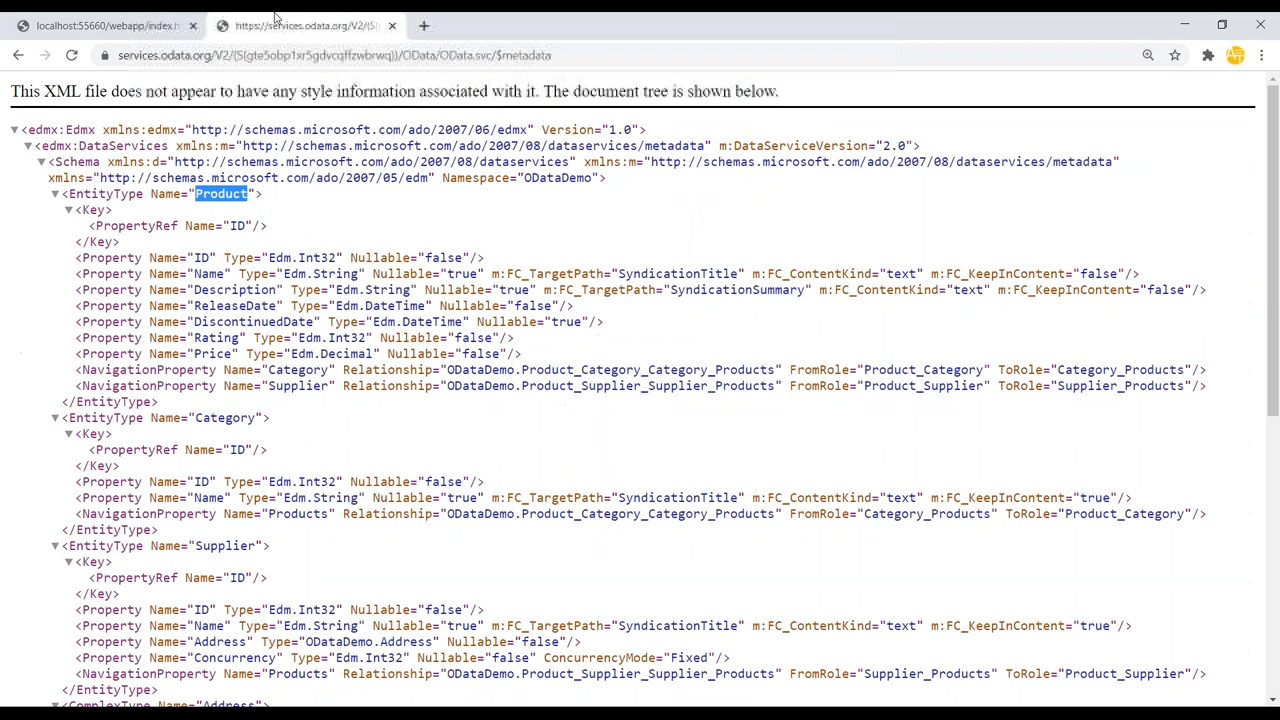 localhost:55660/webapp/index.h
https://services.odata.org/V2/(S(
services.odata.org/V2/(S(gte5obp1xr5gdvcqffzwbrwq))/OData/OData.svc/$metadata
This XML file does not appear to have any style information associated with it. The document tree is shown below.
<edmx:Edmx xmlns:edmx="http://schemas.microsoft.com/ado/2007/06/edmx" Version="1.0">
<edmx:DataServices xmlns:m="http://schemas.microsoft.com/ado/2007/08/dataservices/metadata" m:DataServiceVersion="2.0">
<Schema xmlns:d="http://schemas.microsoft.com/ado/2007/08/dataservices" xmlns:m="http://schemas.microsoft.com/ado/2007/08/dataservices/metadata"
xmlns="http://schemas.microsoft.com/ado/2007/05/edm" Namespace="ODataDemo">
<EntityType Name="Product">
<Key>
<PropertyRef Name="ID"/>
</Key>
<Property Name="ID" Type="Edm.Int32" Nullable="false"/>
<Property Name="Name" Type="Edm.String" Nullable="true" m:FC_TargetPath="SyndicationTitle" m:FC_ContentKind="text" m:FC_KeepInContent="false"/>
<Property Name="Description" Type="Edm.String" Nullable="true" m:FC_TargetPath="SyndicationSummary" m:FC_ContentKind="text" m:FC_KeepInContent="false"/>
<Property Name="ReleaseDate" Type="Edm.DateTime" Nullable="false"/>
<Property Name="DiscontinuedDate" Type="Edm.DateTime" Nullable="true"/>
<Property Name="Rating" Type="Edm.Int32" Nullable="false"/>
<Property Name="Price" Type="Edm.Decimal" Nullable="false"/>
<NavigationProperty Name="Category" Relationship="ODataDemo.Product_Category_Category_Products" FromRole="Product_Category" ToRole="Category_Products"/>
<NavigationProperty Name="Supplier" Relationship="ODataDemo.Product_Supplier_Supplier_Products" FromRole="Product_Supplier" ToRole="Supplier_Products"/>
</EntityType>
<EntityType Name="Category">
<Key>
<PropertyRef Name="ID"/>
</Key>
<Property Name="ID" Type="Edm.Int32" Nullable="false"/>
<Property Name="Name" Type="Edm.String" Nullable="true" m:FC_TargetPath="SyndicationTitle" m:FC_ContentKind="text" m:FC_KeepInContent="true"/>
<NavigationProperty Name="Products" Relationship="ODataDemo.Product_Category_Category_Products" FromRole="Category_Products" ToRole="Product_Category"/>
</EntityType>
<EntityType Name="Supplier">
<Key>
<PropertyRef Name="ID"/>
</Key>
<Property Name="ID" Type="Edm.Int32" Nullable="false"/>
<Property Name="Name" Type="Edm.String" Nullable="true" m:FC_TargetPath="SyndicationTitle" m:FC_ContentKind="text" m:FC_KeepInContent="true"/>
<Property Name="Address" Type="ODataDemo.Address" Nullable="false"/>
<Property Name="Concurrency" Type="Edm.Int32" Nullable="false" ConcurrencyMode="Fixed"/>
<NavigationProperty Name="Products" Relationship="ODataDemo.Product_Supplier_Supplier_Products" FromRole="Supplier_Products" ToRole="Product_Supplier"/>
</EntityType>
<ComplexType Name="Address">